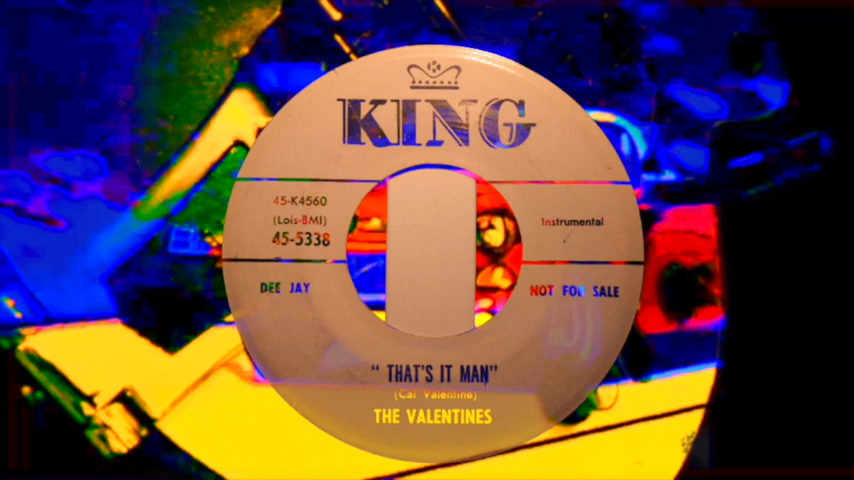 KING
45-K4560
(Lois-BMI)
45-5338
Instrumental
DEE JAY
NOT FOR SALE
“ THAT'S IT MAN”
(Cal Valentine)
THE VALENTINES